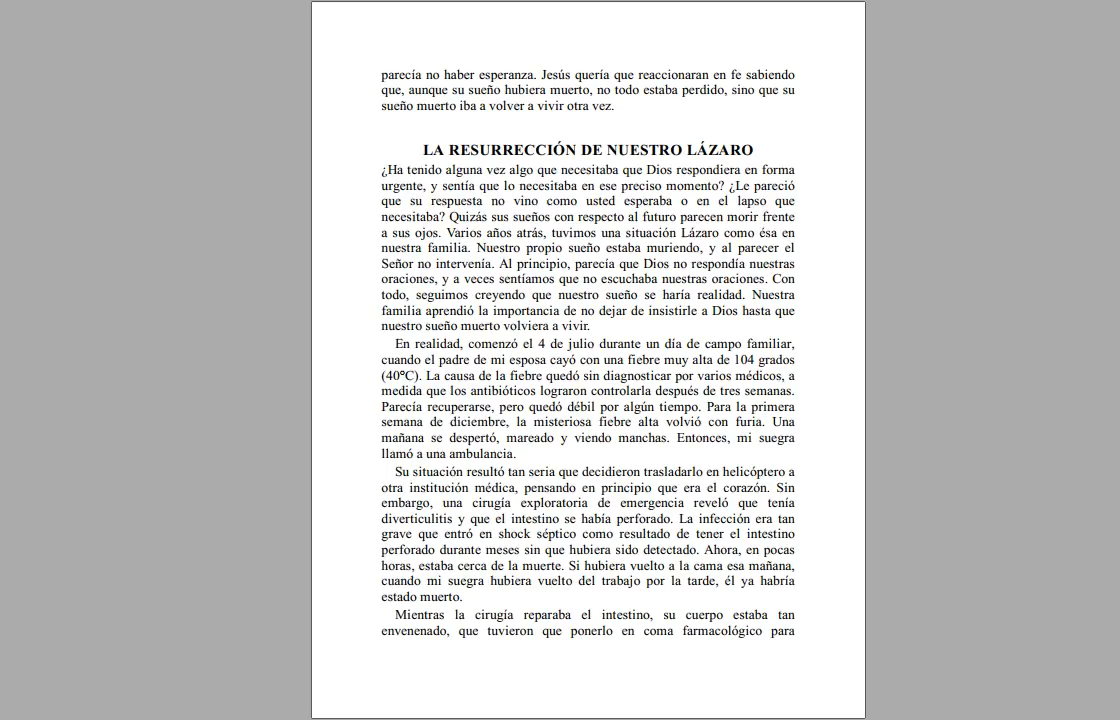 parecía no haber esperanza. Jesús quería que reaccionaran en fe sabiendo
que, aunque su sueño hubiera muerto, no todo estaba perdido, sino que su
sueño muerto iba a volver a vivir otra vez.
LA RESURRECCIÓN DE NUESTRO LÁZARO
¿Ha tenido alguna vez algo que necesitaba que Dios respondiera en forma
urgente, y sentía que lo necesitaba en ese preciso momento? ¿Le pareció
que su respuesta no vino como usted esperaba o en el lapso que
necesitaba? Quizás sus sueños con respecto al futuro parecen morir frente
a sus ojos. Varios años atrás, tuvimos una situación Lázaro como ésa en
nuestra familia. Nuestro propio sueño estaba muriendo, y al parecer el
Señor no intervenía. Al principio, parecía que Dios no respondía nuestras
oraciones, y a veces sentíamos que no escuchaba nuestras oraciones. Con
todo, seguimos creyendo que nuestro sueño se haría realidad. Nuestra
familia aprendió la importancia de no dejar de insistirle a Dios hasta que
nuestro sueño muerto volviera a vivir.
En realidad, comenzó el 4 de julio durante un día de campo familiar,
cuando el padre de mi esposa cayó con una fiebre muy alta de 104 grados
(40°C). La causa de la fiebre quedó sin diagnosticar por varios médicos, a
medida que los antibióticos lograron controlarla después de tres semanas.
Parecía recuperarse, pero quedó débil por algún tiempo. Para la primera
semana de diciembre, la misteriosa fiebre alta volvió con furia. Una
mañana se despertó, mareado y viendo manchas. Entonces, mi suegra
llamó a una ambulancia.
Su situación resultó tan seria que decidieron trasladarlo en helicóptero a
otra institución médica, pensando en principio que era el corazón. Sin
embargo, una cirugía exploratoria de emergencia reveló que tenía
diverticulitis y que el intestino se había perforado. La infección era tan
grave que entró en shock séptico como resultado de tener el intestino
perforado durante meses sin que hubiera sido detectado. Ahora, en pocas
horas, estaba cerca de la muerte. Si hubiera vuelto a la cama esa mañana,
cuando mi suegra hubiera vuelto del trabajo por la tarde, él ya habría
estado muerto.
Mientras la cirugía reparaba el intestino, su cuerpo estaba tan
envenenado, que tuvieron que ponerlo en coma farmacológico para